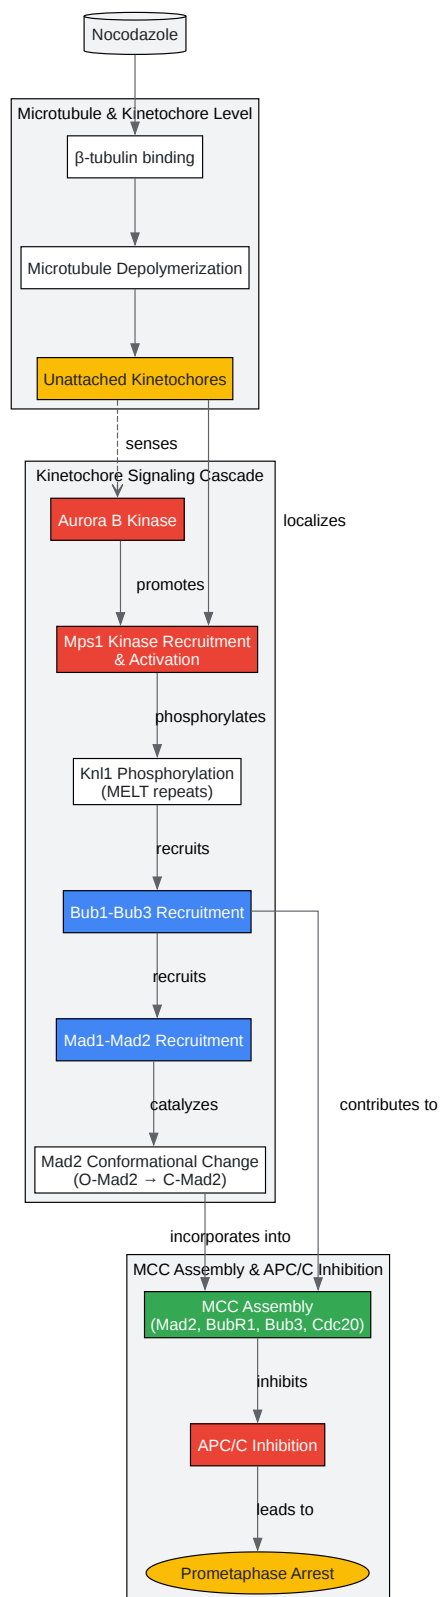 Nocodazole
Microtubule & Kinetochore Level
β-tubulin binding
Microtubule Depolymerization
Unattached Kinetochores
senses
Kinetochore Signaling Cascade
Aurora B Kinase
localizes
promotes
Mps1 Kinase Recruitment
& Activation
phosphorylates
Knl1 Phosphorylation
(MELT repeats)
recruits
Bub1-Bub3 Recruitment
recruits
Mad1-Mad2 Recruitment
catalyzes
contributes to
Mad2 Conformational Change
(O-Mad2 → C-Mad2)
incorporates into
MCC Assembly & APC/C Inhibition
MCC Assembly
(Mad2, BubR1, Bub3, Cdc20)
inhibits
APC/C Inhibition
leads to
Prometaphase Arrest